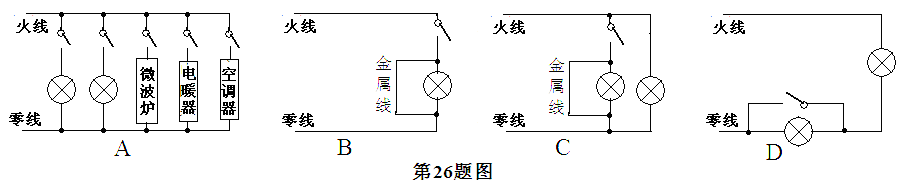 火线 火线 火线 火线
微波炉 电暖器 空调器 金属线 金属线
零线 零线 零线 零线
A B C D
第26题图